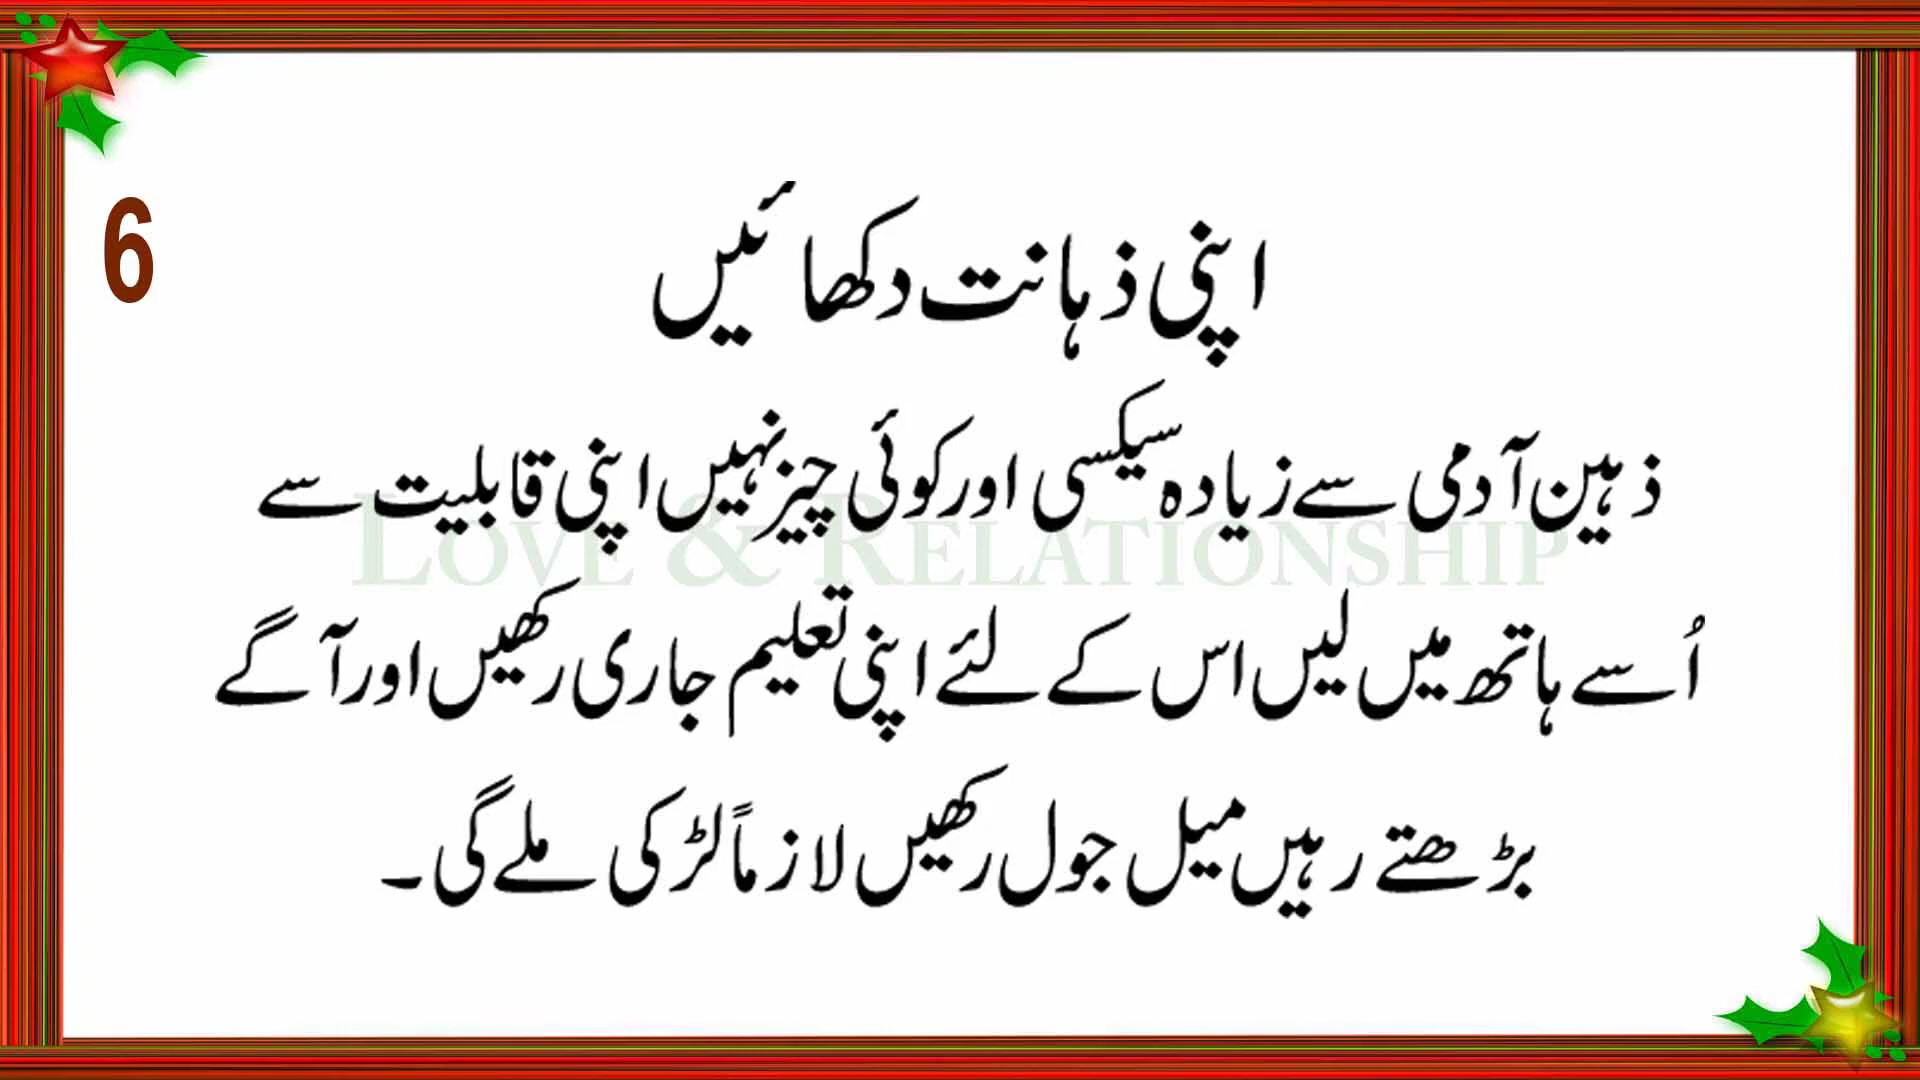 6
اپنی ذہانت دکھائیں
ذہین آدمی سے زیادہ سیکسی اور کوئی چیز نہیں اپنی قابلیت سے
LOVE & RELATIONSHIP
اُسے ہاتھ میں لیں اس کے لئے اپنی تعلیم جاری رکھیں اور آگے
بڑھتے رہیں میل جول رکھیں لازماً لڑکی ملے گی۔